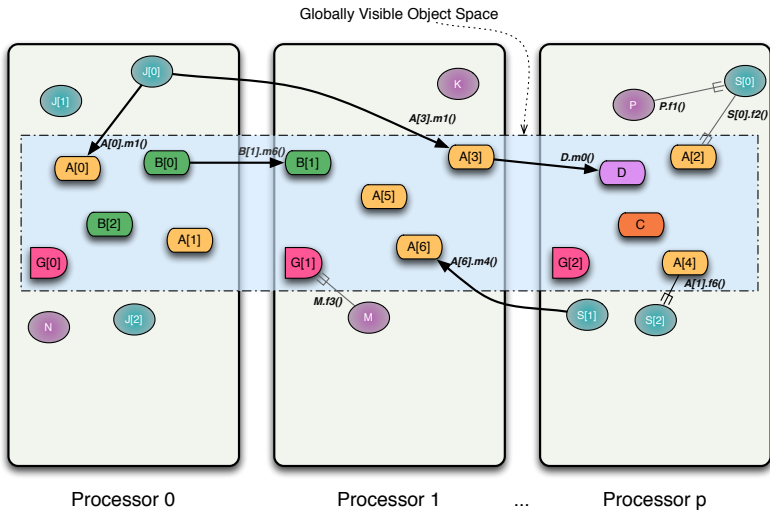 Globally Visible Object Space
J[0]
J[1]
K
P
S[0]
P.f1()
S[0].f2()
A[3].m1()
A[0].m1()
A[0]
B[0]
B[1].m6()
B[1]
A[3]
D.m0()
D
A[2]
A[5]
B[2]
A[1]
A[6]
C
G[0]
G[1]
A[6].m4()
G[2]
A[4]
A[1].f6()
M.f3()
N
J[2]
M
S[1]
S[2]
Processor 0
Processor 1
...
Processor p